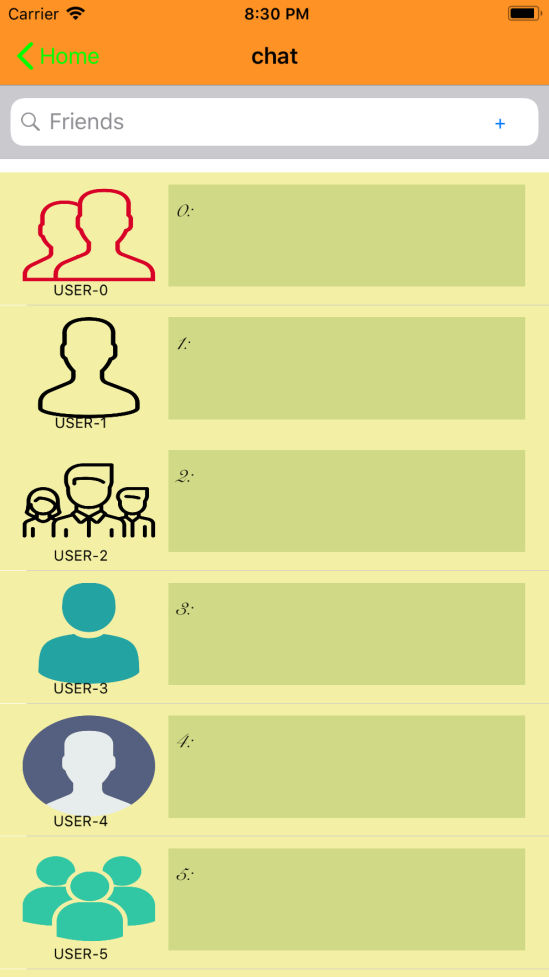 Carrier 8:30 PM
Home chat
Friends +
0:
USER-0
1:
USER-1
2:
USER-2
3:
USER-3
4:
USER-4
5:
USER-5